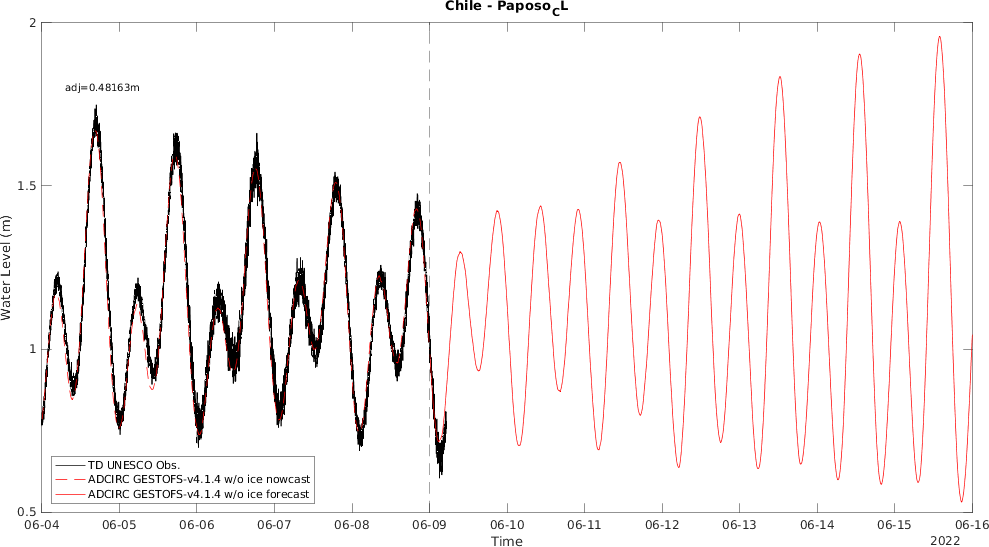 Chile - Paposo_CL
adj=0.48163m
2
1.5
1
0.5
Water Level (m)
TD UNESCO Obs.
ADCIRC GESTOFS-v4.1.4 w/o ice nowcast
ADCIRC GESTOFS-v4.1.4 w/o ice forecast
06-04 06-05 06-06 06-07 06-08 06-09 06-10 06-11 06-12 06-13 06-14 06-15 06-16
Time
2022